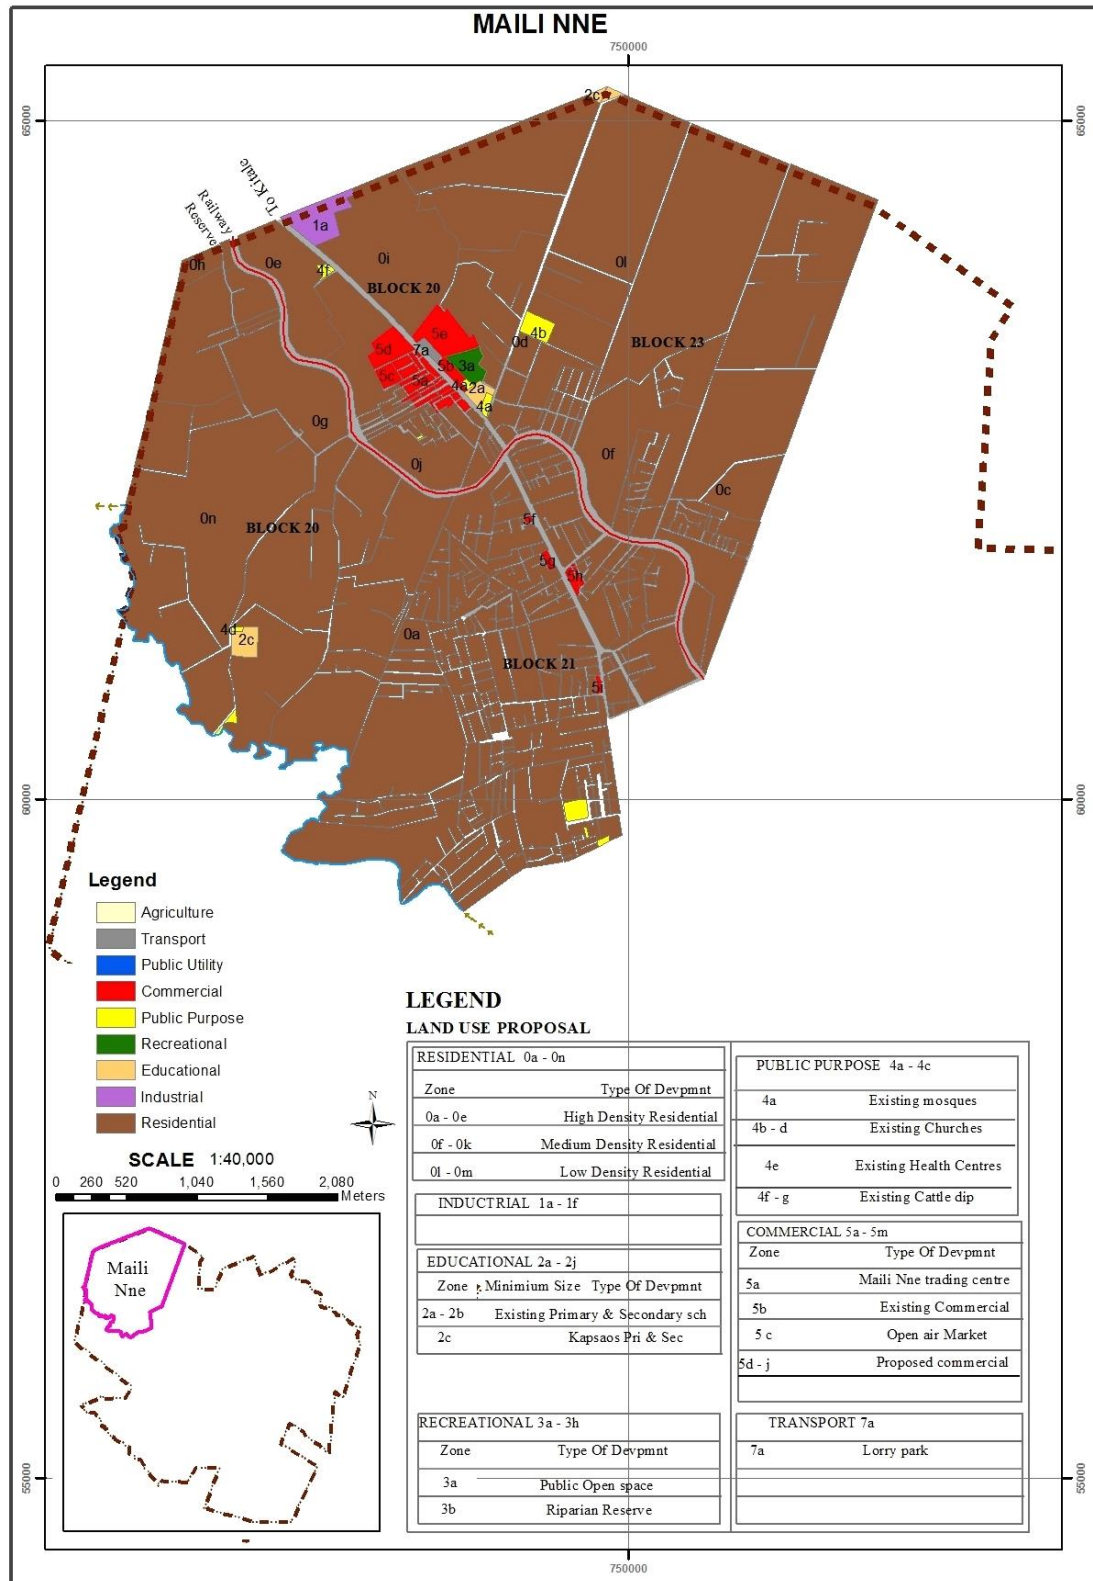 MAILI NNE
750000
65000
65000
2c
To Kitale
Railway
Reserve
1a
0h
0e
0i
0l
4f
BLOCK 20
5e
4b
0d
BLOCK 23
5d
7a
5b
3a
5c
5a
4a
2a
4a
0g
0j
0f
0c
0n
BLOCK 20
5f
5g
5h
4d
2c
0a
BLOCK 21
5i
60000
60000
Legend
Agriculture
Transport
Public Utility
Commercial
Public Purpose
Recreational
Educational
Industrial
Residential
SCALE 1:40,000
0 260 520 1,040 1,560 2,080
Meters
Maili
Nne
N
LEGEND
LAND USE PROPOSAL
RESIDENTIAL 0a - 0n
Zone Type Of Devpmnt
0a - 0e High Density Residential
0f - 0k Medium Density Residential
0l - 0m Low Density Residential
INDUCTRIAL 1a - 1f
EDUCATIONAL 2a - 2j
Zone Minimium Size Type Of Devpmnt
2a - 2b Existing Primary & Secondary sch
2c Kapsaos Pri & Sec
RECREATIONAL 3a - 3h
Zone Type Of Devpmnt
3a Public Open space
3b Riparian Reserve
PUBLIC PURPOSE 4a - 4c
4a Existing mosques
4b - d Existing Churches
4e Existing Health Centres
4f - g Existing Cattle dip
COMMERCIAL 5a - 5m
Zone Type Of Devpmnt
5a Maili Nne trading centre
5b Existing Commercial
5 c Open air Market
5d - j Proposed commercial
TRANSPORT 7a
7a Lorry park
55000
55000
750000